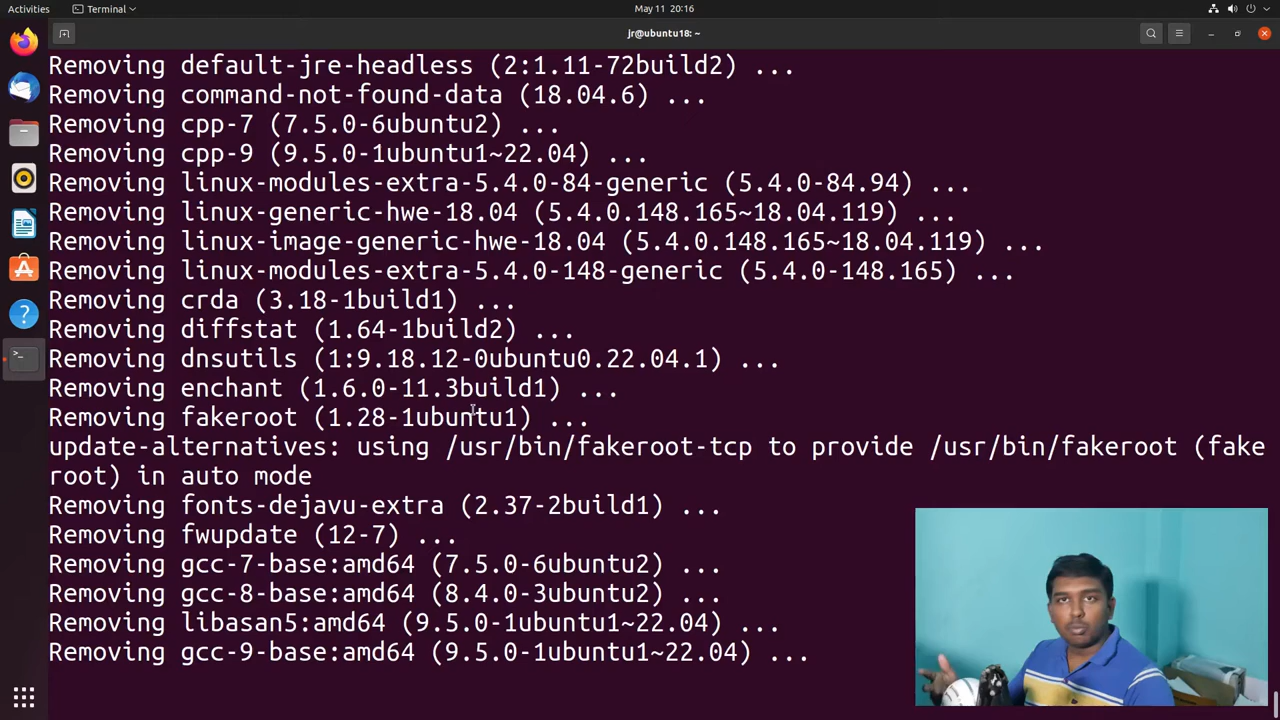 Activities
Terminal
May 11 20:16
jr@ubuntu18: ~
Removing default-jre-headless (2:1.11-72build2) ...
Removing command-not-found-data (18.04.6) ...
Removing cpp-7 (7.5.0-6ubuntu2) ...
Removing cpp-9 (9.5.0-1ubuntu1~22.04) ...
Removing linux-modules-extra-5.4.0-84-generic (5.4.0-84.94) ...
Removing linux-generic-hwe-18.04 (5.4.0.148.165~18.04.119) ...
Removing linux-image-generic-hwe-18.04 (5.4.0.148.165~18.04.119) ...
Removing linux-modules-extra-5.4.0-148-generic (5.4.0-148.165) ...
Removing crda (3.18-1build1) ...
Removing diffstat (1.64-1build2) ...
Removing dnsutils (1:9.18.12-0ubuntu0.22.04.1) ...
Removing enchant (1.6.0-11.3build1) ...
Removing fakeroot (1.28-1ubuntu1) ...
update-alternatives: using /usr/bin/fakeroot-tcp to provide /usr/bin/fakeroot (fake
root) in auto mode
Removing fonts-dejavu-extra (2.37-2build1) ...
Removing fwupdate (12-7) ...
Removing gcc-7-base:amd64 (7.5.0-6ubuntu2) ...
Removing gcc-8-base:amd64 (8.4.0-3ubuntu2) ...
Removing libasan5:amd64 (9.5.0-1ubuntu1~22.04) ...
Removing gcc-9-base:amd64 (9.5.0-1ubuntu1~22.04) ...